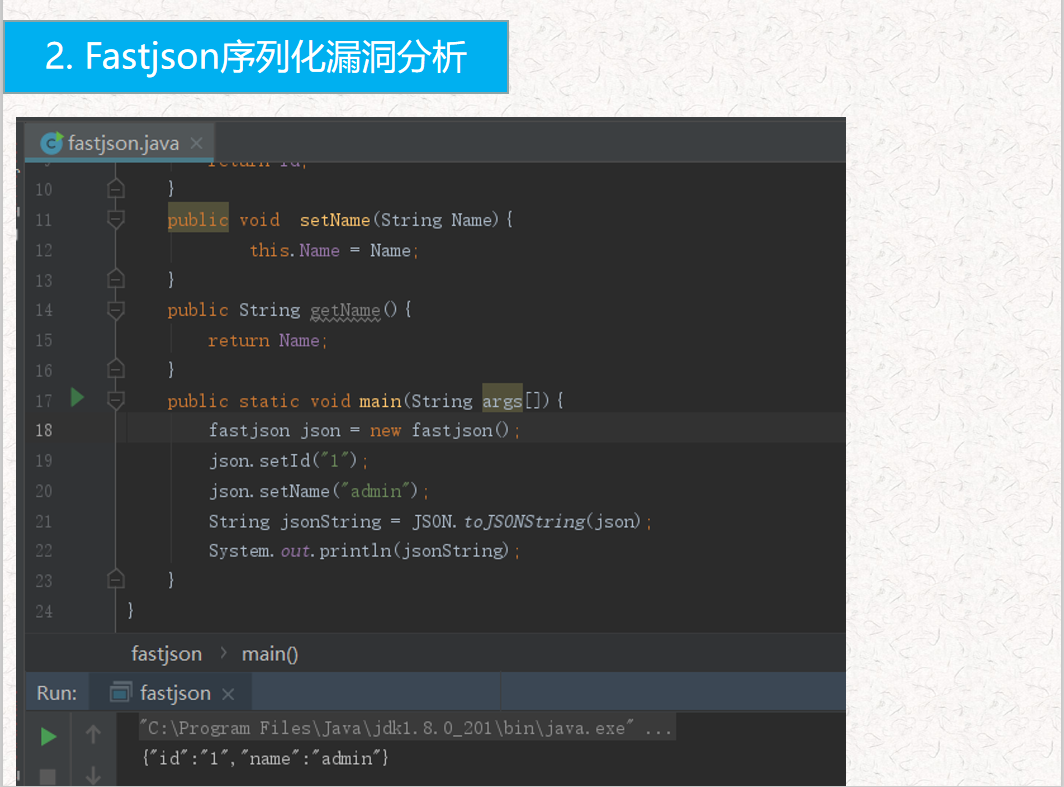 2. Fastjson序列化漏洞分析
fastjson.java
return Id;
10 }
11 public void setName(String Name){
12 this.Name = Name;
13 }
14 public String getName(){
15 return Name;
16 }
17 public static void main(String args[]){
18 fastjson json = new fastjson();
19 json.setId("1");
20 json.setName("admin");
21 String jsonString = JSON.toJSONString(json);
22 System.out.println(jsonString);
23 }
24 }
fastjson > main()
Run: fastjson
"C:\Program Files\Java\jdk1.8.0_201\bin\java.exe" ...
{"id":"1","name":"admin"}